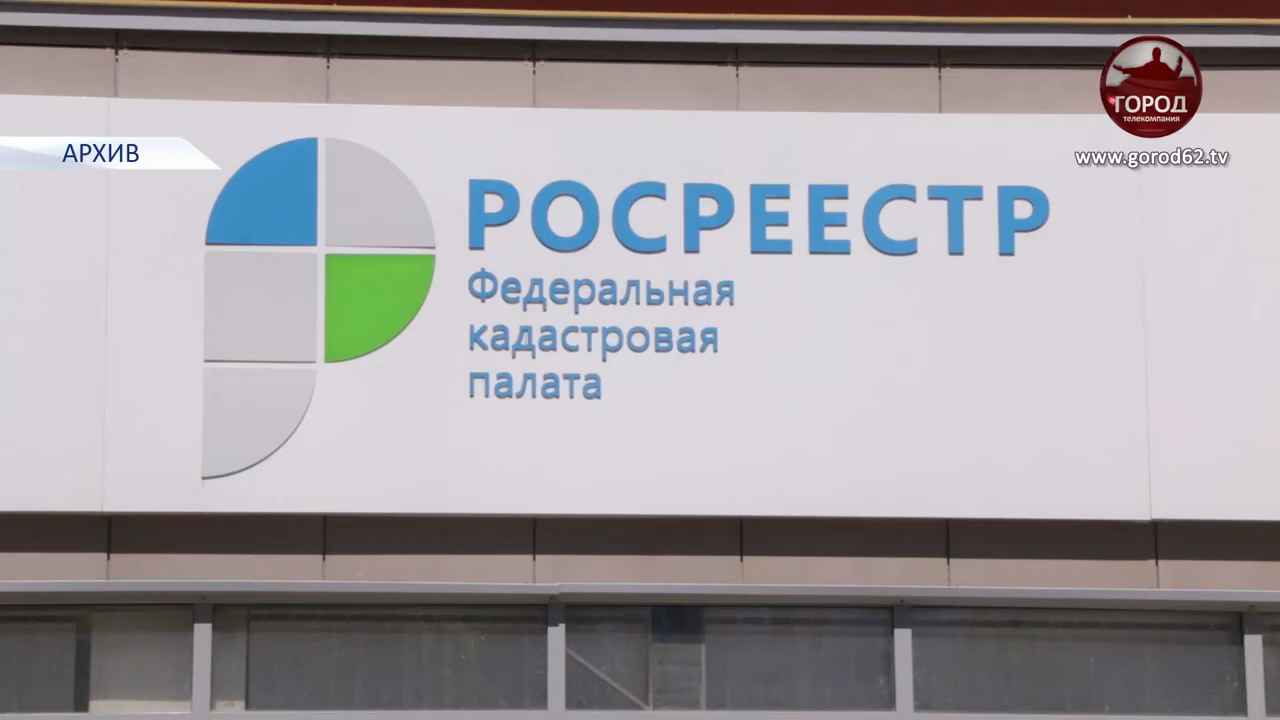 ГОРОД
телекомпания
www.gorod62.tv
АРХИВ
РОСРЕЕСТР
Федеральная
кадастровая
палата